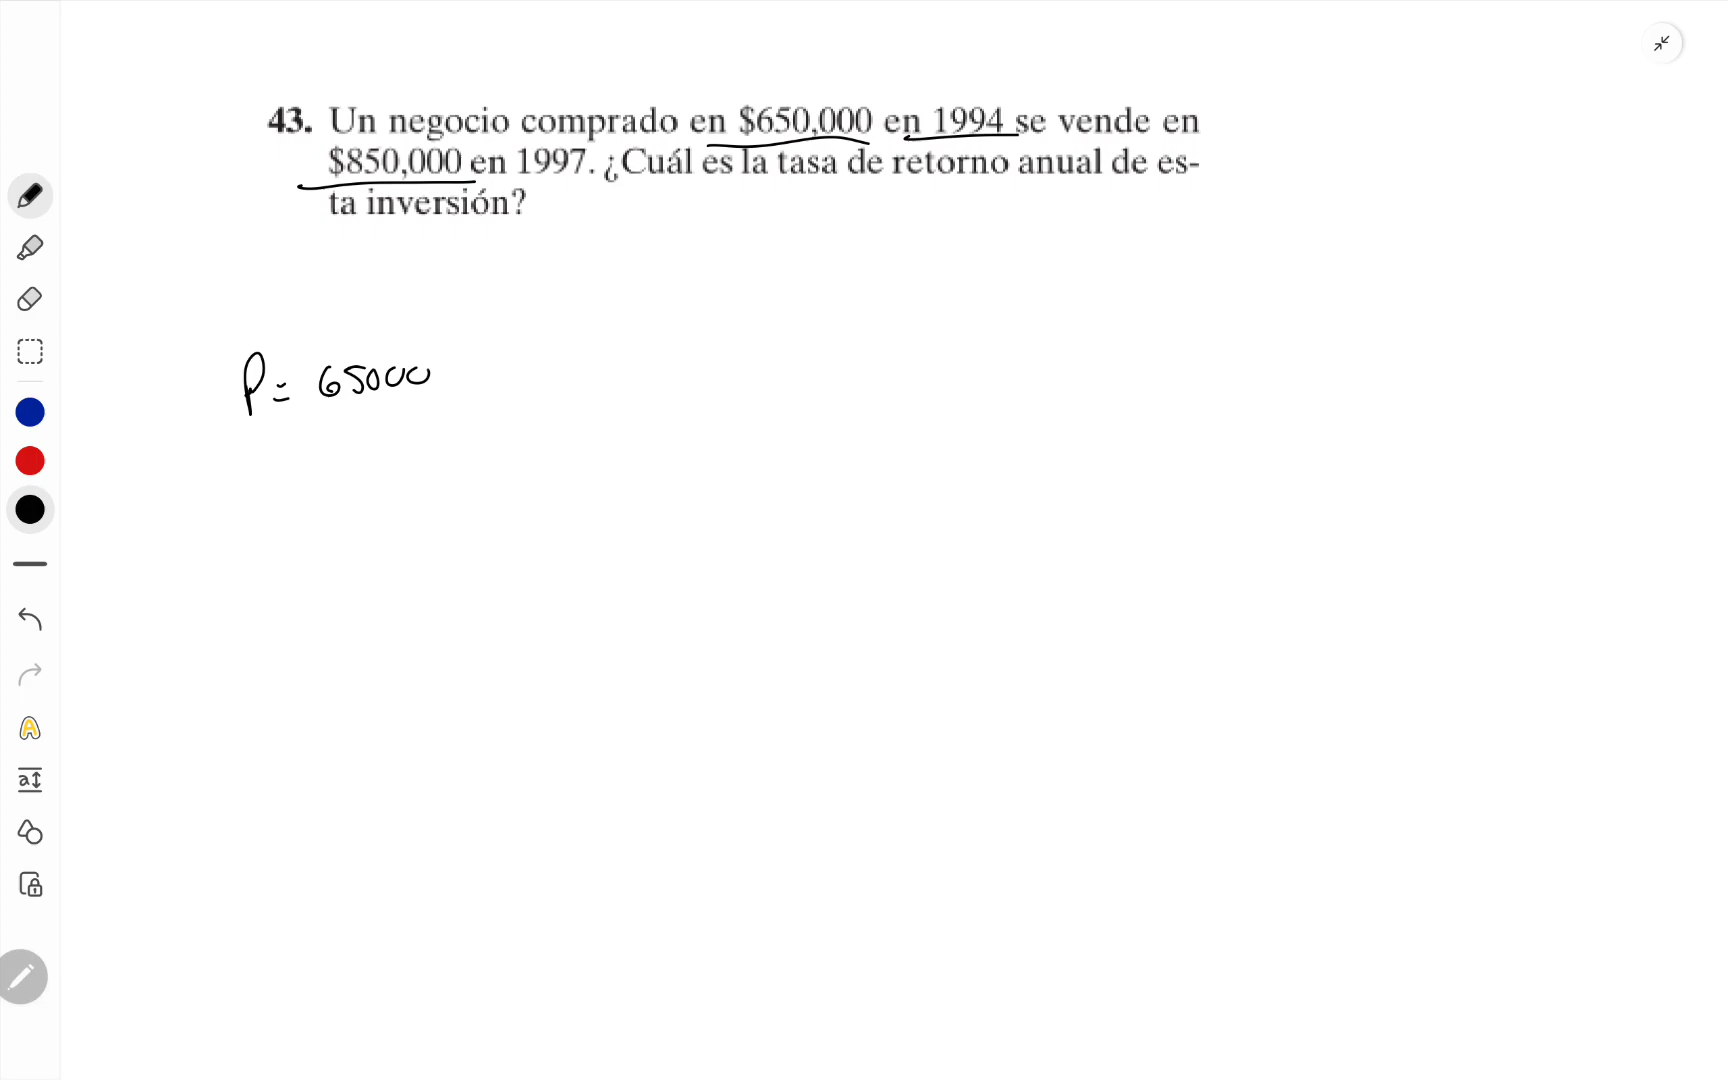 43. Un negocio comprado en $650,000 en 1994 se vende en
$850,000 en 1997. ¿Cuál es la tasa de retorno anual de es-
ta inversión?
P= 65000